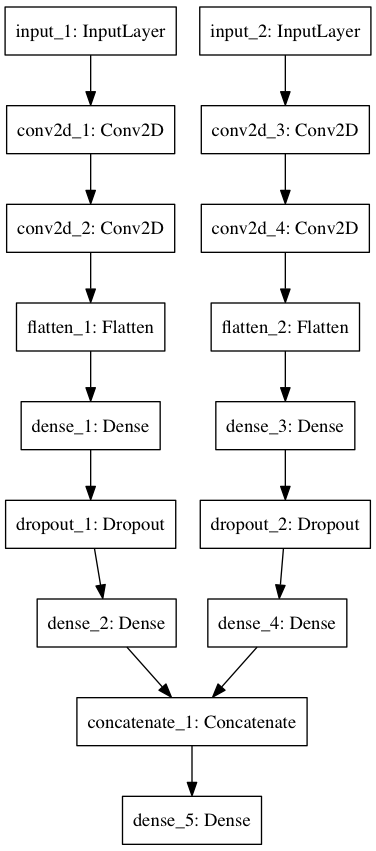 input_1: InputLayer
input_2: InputLayer
conv2d_1: Conv2D
conv2d_3: Conv2D
conv2d_2: Conv2D
conv2d_4: Conv2D
flatten_1: Flatten
flatten_2: Flatten
dense_1: Dense
dense_3: Dense
dropout_1: Dropout
dropout_2: Dropout
dense_2: Dense
dense_4: Dense
concatenate_1: Concatenate
dense_5: Dense